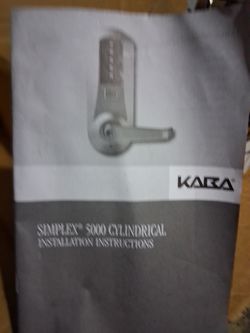 KABA
SIMPLEX® 5000 CYLINDRICAL
INSTALLATION INSTRUCTIONS